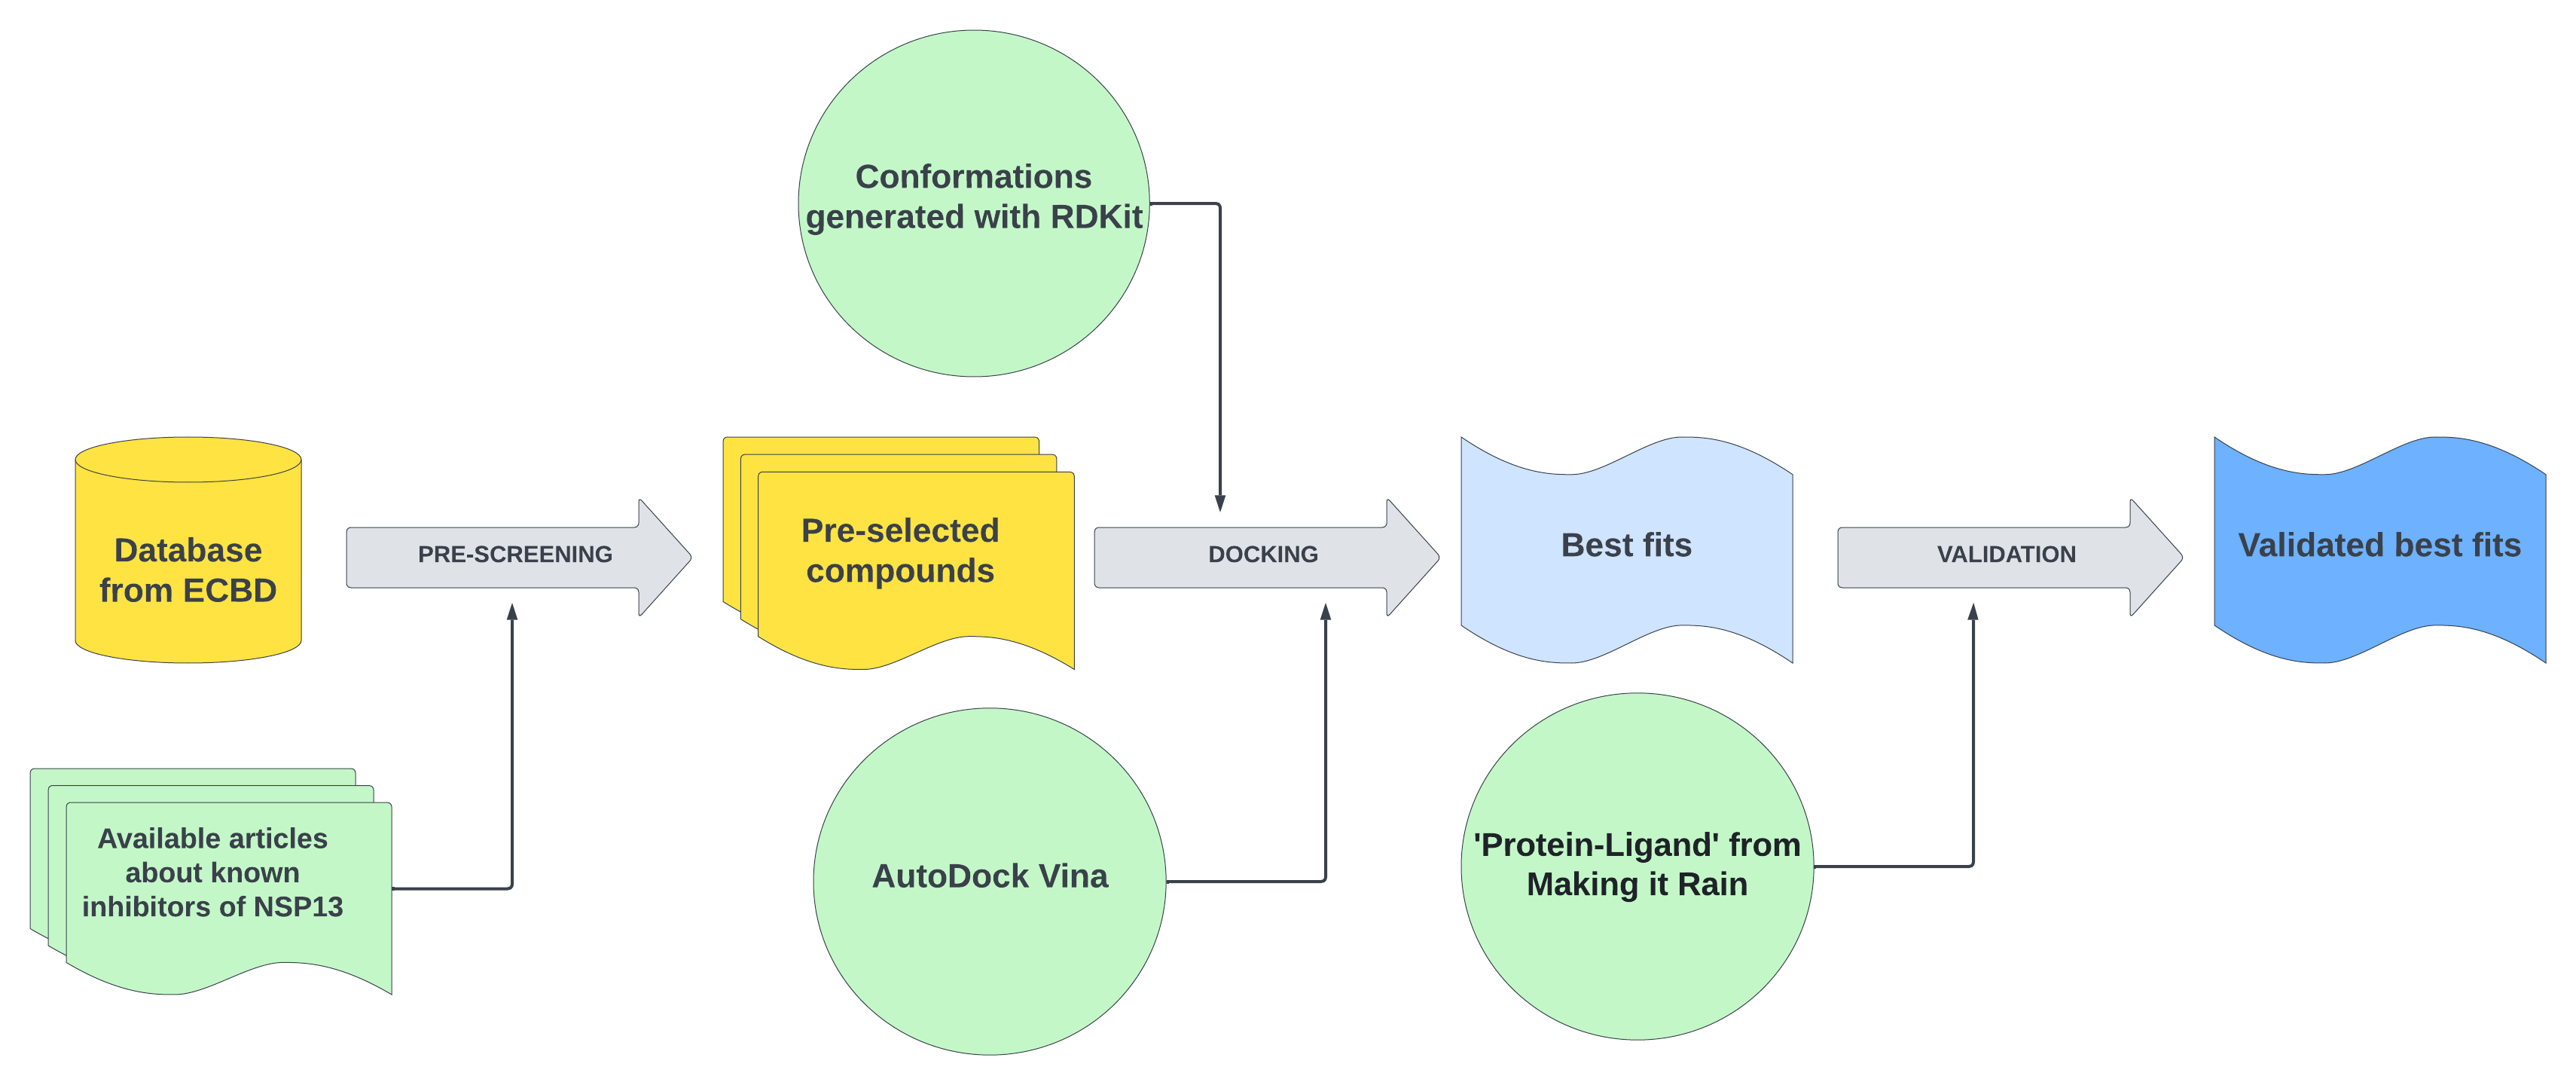 Conformations
generated with RDKit
Database
from ECBD
PRE-SCREENING
Pre-selected
compounds
DOCKING
Best fits
VALIDATION
Validated best fits
Available articles
about known
inhibitors of NSP13
AutoDock Vina
'Protein-Ligand' from
Making it Rain